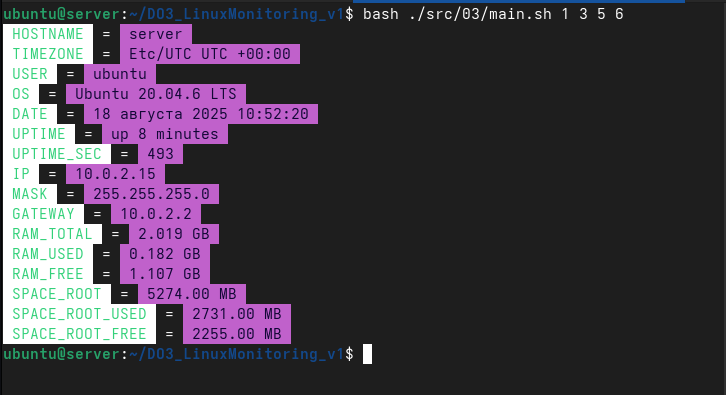 ubuntu@server:~/DO3_LinuxMonitoring_v1$ bash ./src/03/main.sh 1 3 5 6
HOSTNAME = server
TIMEZONE = Etc/UTC UTC +00:00
USER = ubuntu
OS = Ubuntu 20.04.6 LTS
DATE = 18 августа 2025 10:52:20
UPTIME = up 8 minutes
UPTIME_SEC = 493
IP = 10.0.2.15
MASK = 255.255.255.0
GATEWAY = 10.0.2.2
RAM_TOTAL = 2.019 GB
RAM_USED = 0.182 GB
RAM_FREE = 1.107 GB
SPACE_ROOT = 5274.00 MB
SPACE_ROOT_USED = 2731.00 MB
SPACE_ROOT_FREE = 2255.00 MB
ubuntu@server:~/DO3_LinuxMonitoring_v1$